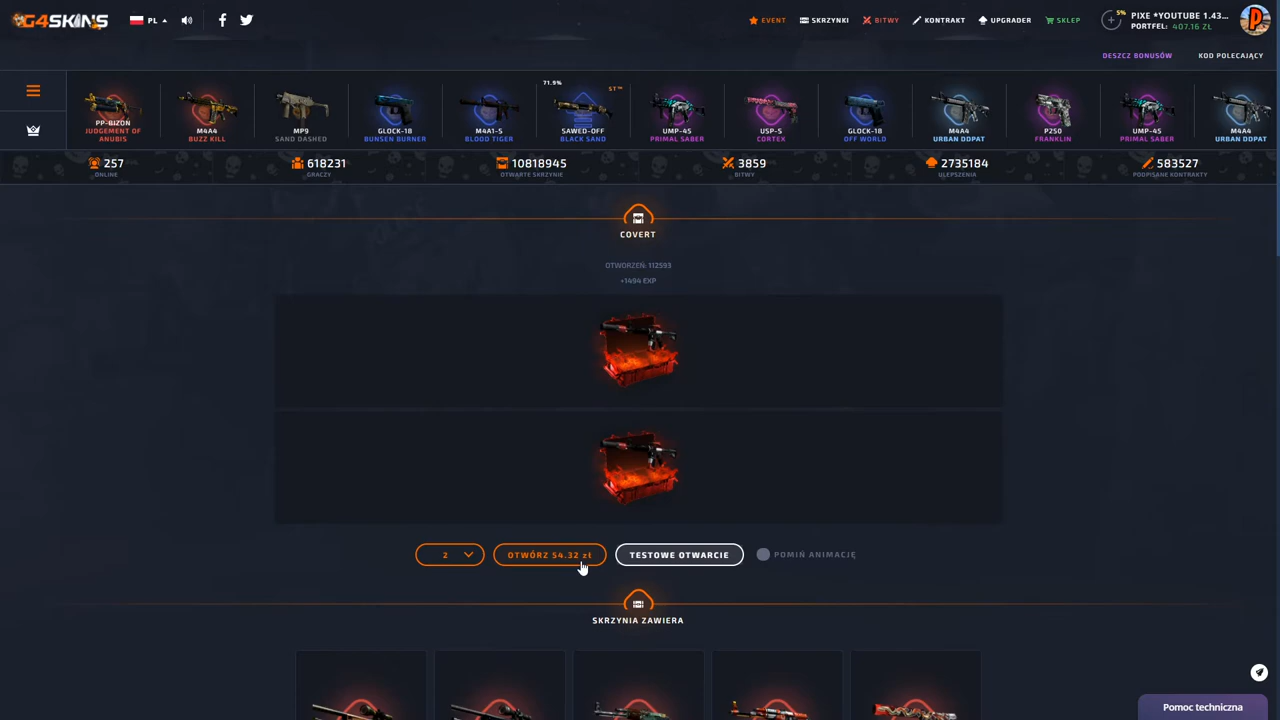 G4SKINS
PL
EVENT
SKRZYNKI
BITWY
KONTRAKT
UPGRADER
SKLEP
5%
PIXE *YOUTUBE 1.43...
PORTFEL: 407.16 ZŁ
DESZCZ BONUSÓW
KOD POLECAJĄCY
PP-BIZON
JUDGEMENT OF
ANUBIS
M4A4
BUZZ KILL
MP9
SAND DASHED
GLOCK-18
BUNSEN BURNER
M4A1-S
BLOOD TIGER
71.9%
ST™
SAWED-OFF
BLACK SAND
UMP-45
PRIMAL SABER
USP-S
CORTEX
GLOCK-18
OFF WORLD
M4A4
URBAN DDPAT
P250
FRANKLIN
UMP-45
PRIMAL SABER
M4A4
URBAN DDPAT
257
ONLINE
618231
GRACZY
10818945
OTWARTE SKRZYNIE
3859
BITWY
2735184
ULEPSZENIA
583527
PODPISANE KONTRAKTY
COVERT
OTWORZEŃ: 112593
+1494 EXP
2
OTWÓRZ 54.32 zł
TESTOWE OTWARCIE
POMIŃ ANIMACJĘ
SKRZYNIA ZAWIERA
Pomoc techniczna